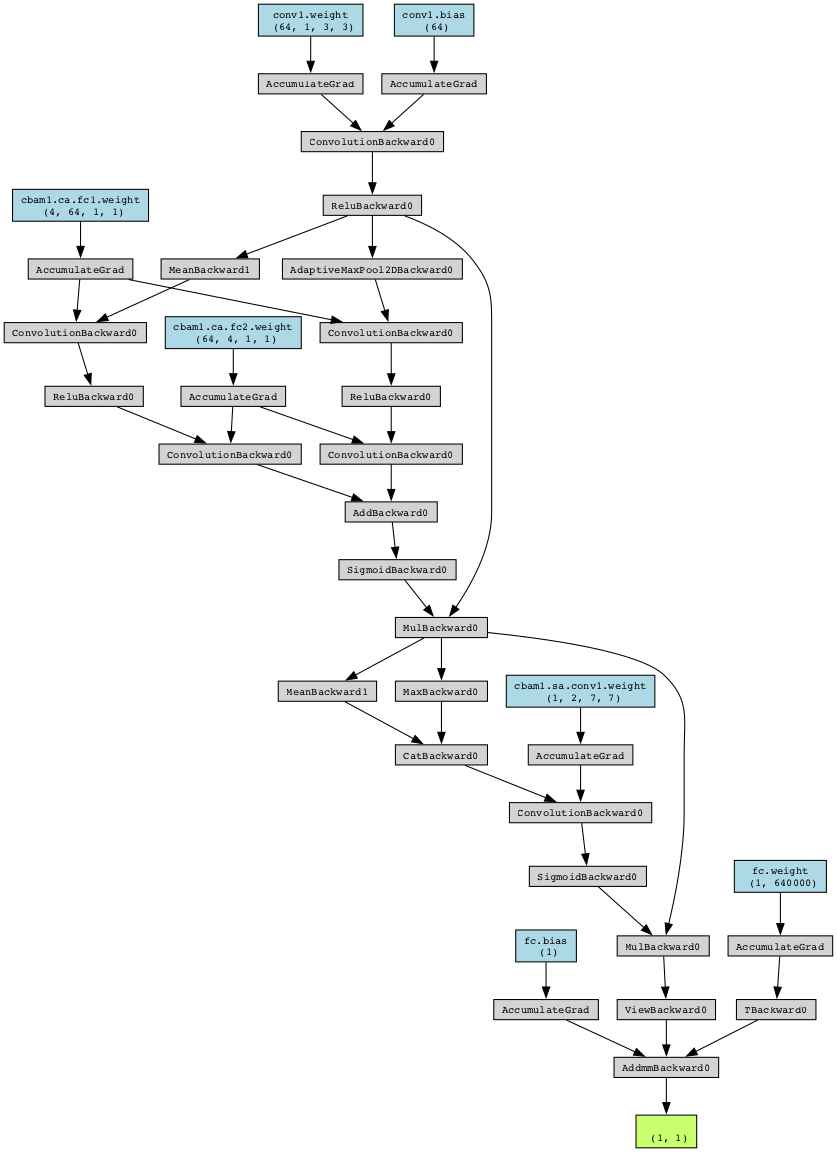 conv1.weight
(64, 1, 3, 3)
conv1.bias
(64)
AccumulateGrad
AccumulateGrad
ConvolutionBackward0
cbam1.ca.fc1.weight
(4, 64, 1, 1)
ReluBackward0
AccumulateGrad
MeanBackward1
AdaptiveMaxPool2DBackward0
ConvolutionBackward0
cbam1.ca.fc2.weight
(64, 4, 1, 1)
ConvolutionBackward0
ReluBackward0
AccumulateGrad
ReluBackward0
ConvolutionBackward0
ConvolutionBackward0
AddBackward0
SigmoidBackward0
MulBackward0
MeanBackward1
MaxBackward0
cbam1.sa.conv1.weight
(1, 2, 7, 7)
CatBackward0
AccumulateGrad
ConvolutionBackward0
SigmoidBackward0
fc.weight
(1, 640000)
fc.bias
(1)
MulBackward0
AccumulateGrad
AccumulateGrad
ViewBackward0
TBackward0
AddmmBackward0
(1, 1)